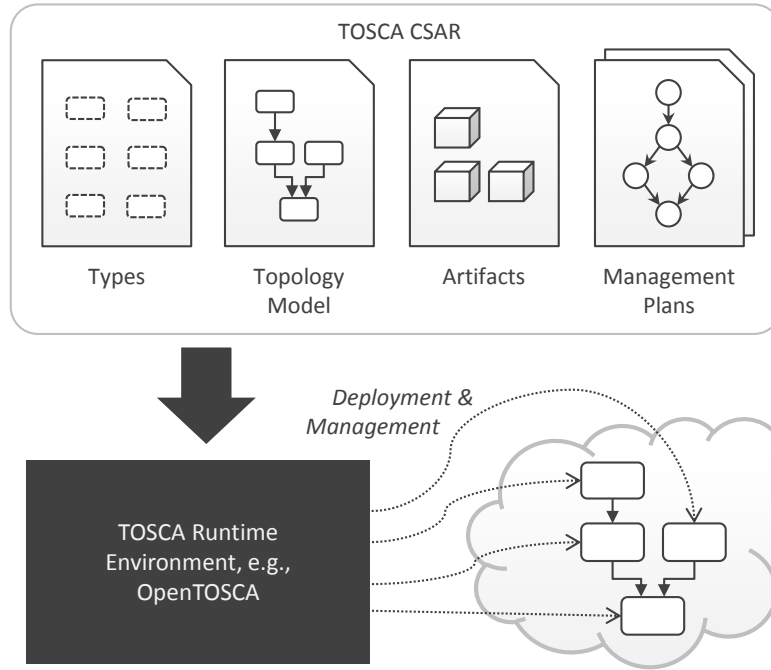 TOSCA CSAR
Types
Topology
Model
Artifacts
Management
Plans
Deployment &
Management
TOSCA Runtime
Environment, e.g.,
OpenTOSCA